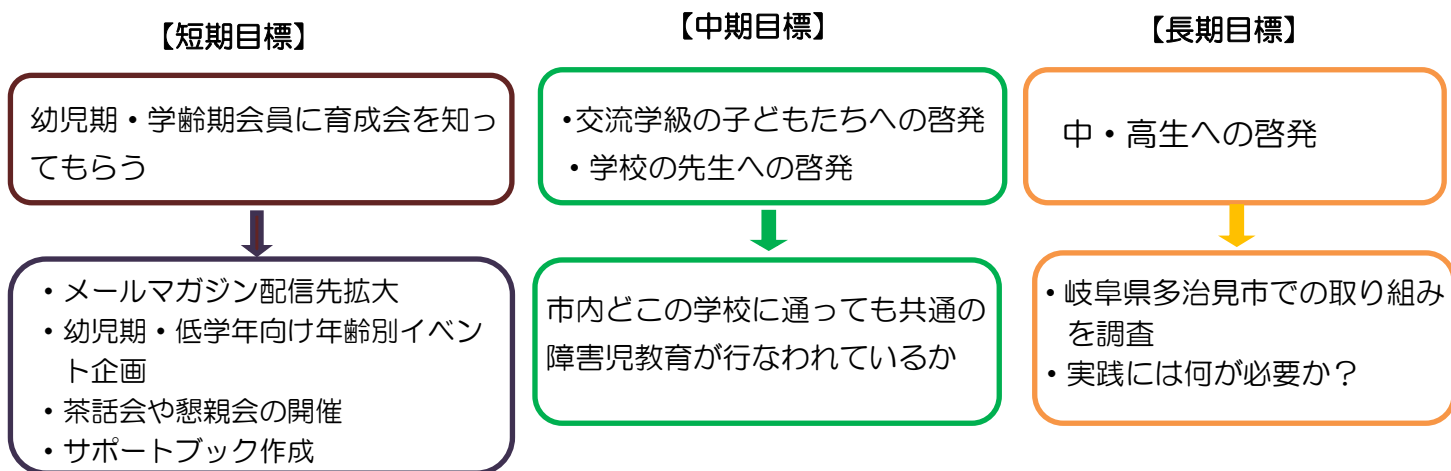 【短期目標】
幼児期・学齢期会員に育成会を知っ
てもらう
・メールマガジン配信先拡大
・幼児期・低学年向け年齢別イベン
ト企画
・茶話会や懇親会の開催
・サポートブック作成
【中期目標】
・交流学級の子どもたちへの啓発
・学校の先生への啓発
市内どこの学校に通っても共通の
障害児教育が行なわれているか
【長期目標】
中・高生への啓発
・岐阜県多治見市での取り組み
を調査
・実践には何が必要か？